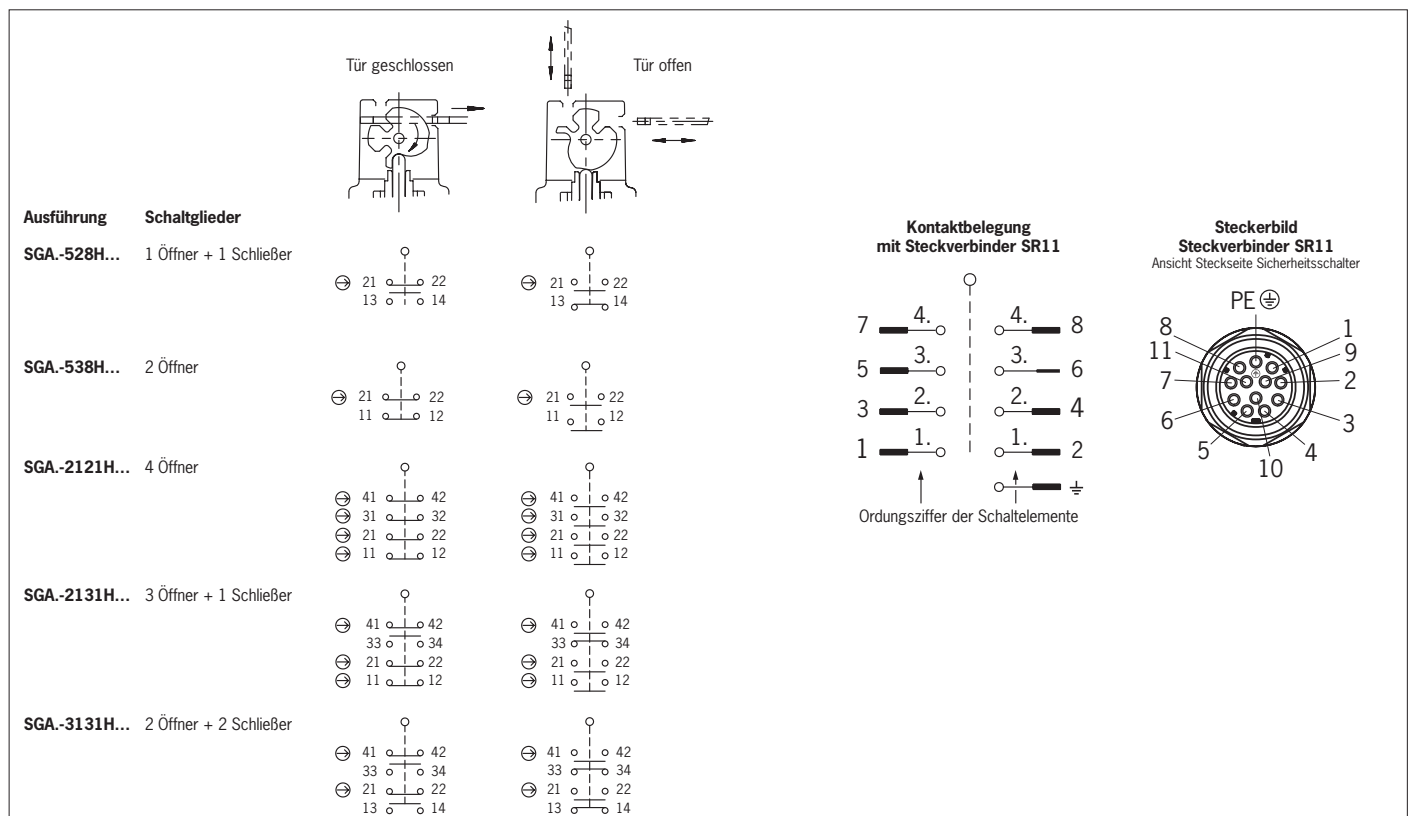 Tür geschlossen
Tür offen
Ausführung Schaltglieder
SGA.-528H... 1 Öffner + 1 Schließer
21 22
13 14
21 22
13 14
SGA.-538H... 2 Öffner
21 22
11 12
21 22
11 12
SGA.-2121H... 4 Öffner
41 42
31 32
21 22
11 12
41 42
31 32
21 22
11 12
SGA.-2131H... 3 Öffner + 1 Schließer
41 42
33 34
21 22
11 12
41 42
33 34
21 22
11 12
SGA.-3131H... 2 Öffner + 2 Schließer
41 42
33 34
21 22
13 14
41 42
33 34
21 22
13 14
Kontaktbelegung
mit Steckverbinder SR11
7 4. 4. 8
5 3. 3. 6
3 2. 2. 4
1 1. 1. 2
Ordungsziffer der Schaltelemente
Steckerbild
Steckverbinder SR11
Ansicht Steckseite Sicherheitsschalter
PE
8 1
11 9
7 2
6 3
5 4
10